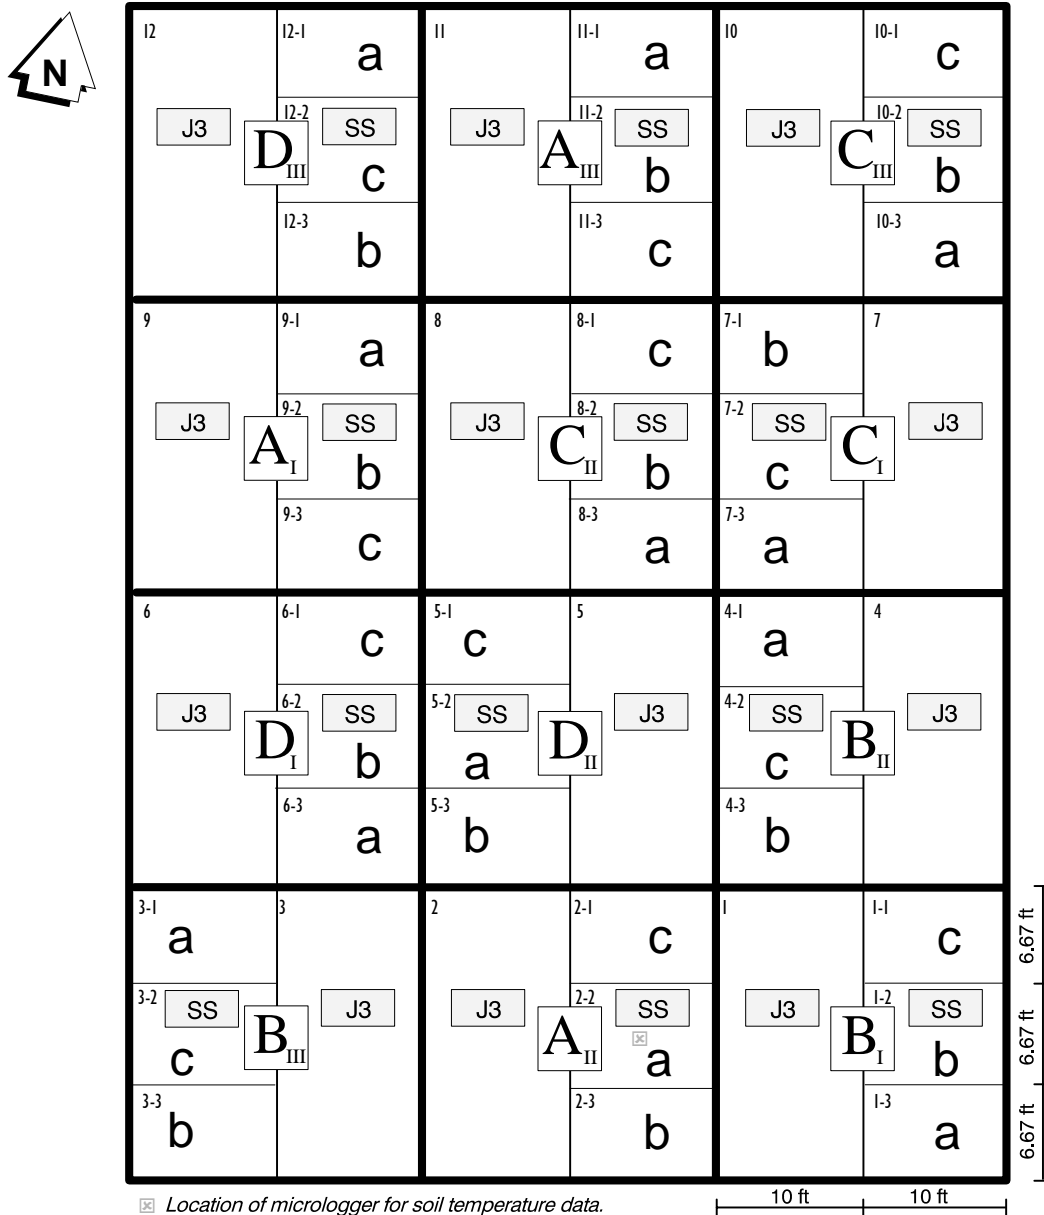 N
12 12-1 a 11 11-1 a 10 10-1 c
12-2 11-2 10-2
J3 SS J3 SS J3 SS
D III A III C III
c b b
12-3 b 11-3 c 10-3 a
9 9-1 a 8 8-1 c 7-1 b 7
9-2 8-2 7-2
J3 SS J3 SS SS J3
A I C II C I
b b c
9-3 c 8-3 a 7-3 a
6 6-1 c 5-1 c 5 4-1 a 4
6-2 5-2 4-2
J3 SS SS J3 SS J3
D I D II B II
b a c
6-3 a 5-3 b 4-3 b
3-1 a 3 2 2-1 c 1 1-1 c
6.67 ft
3-2 2-2 1-2
SS J3 J3 SS J3 SS
B III A II B I
c a b
6.67 ft
3-3 b 2-3 b 1-3 a
6.67 ft
Location of micrologger for soil temperature data.
10 ft 10 ft